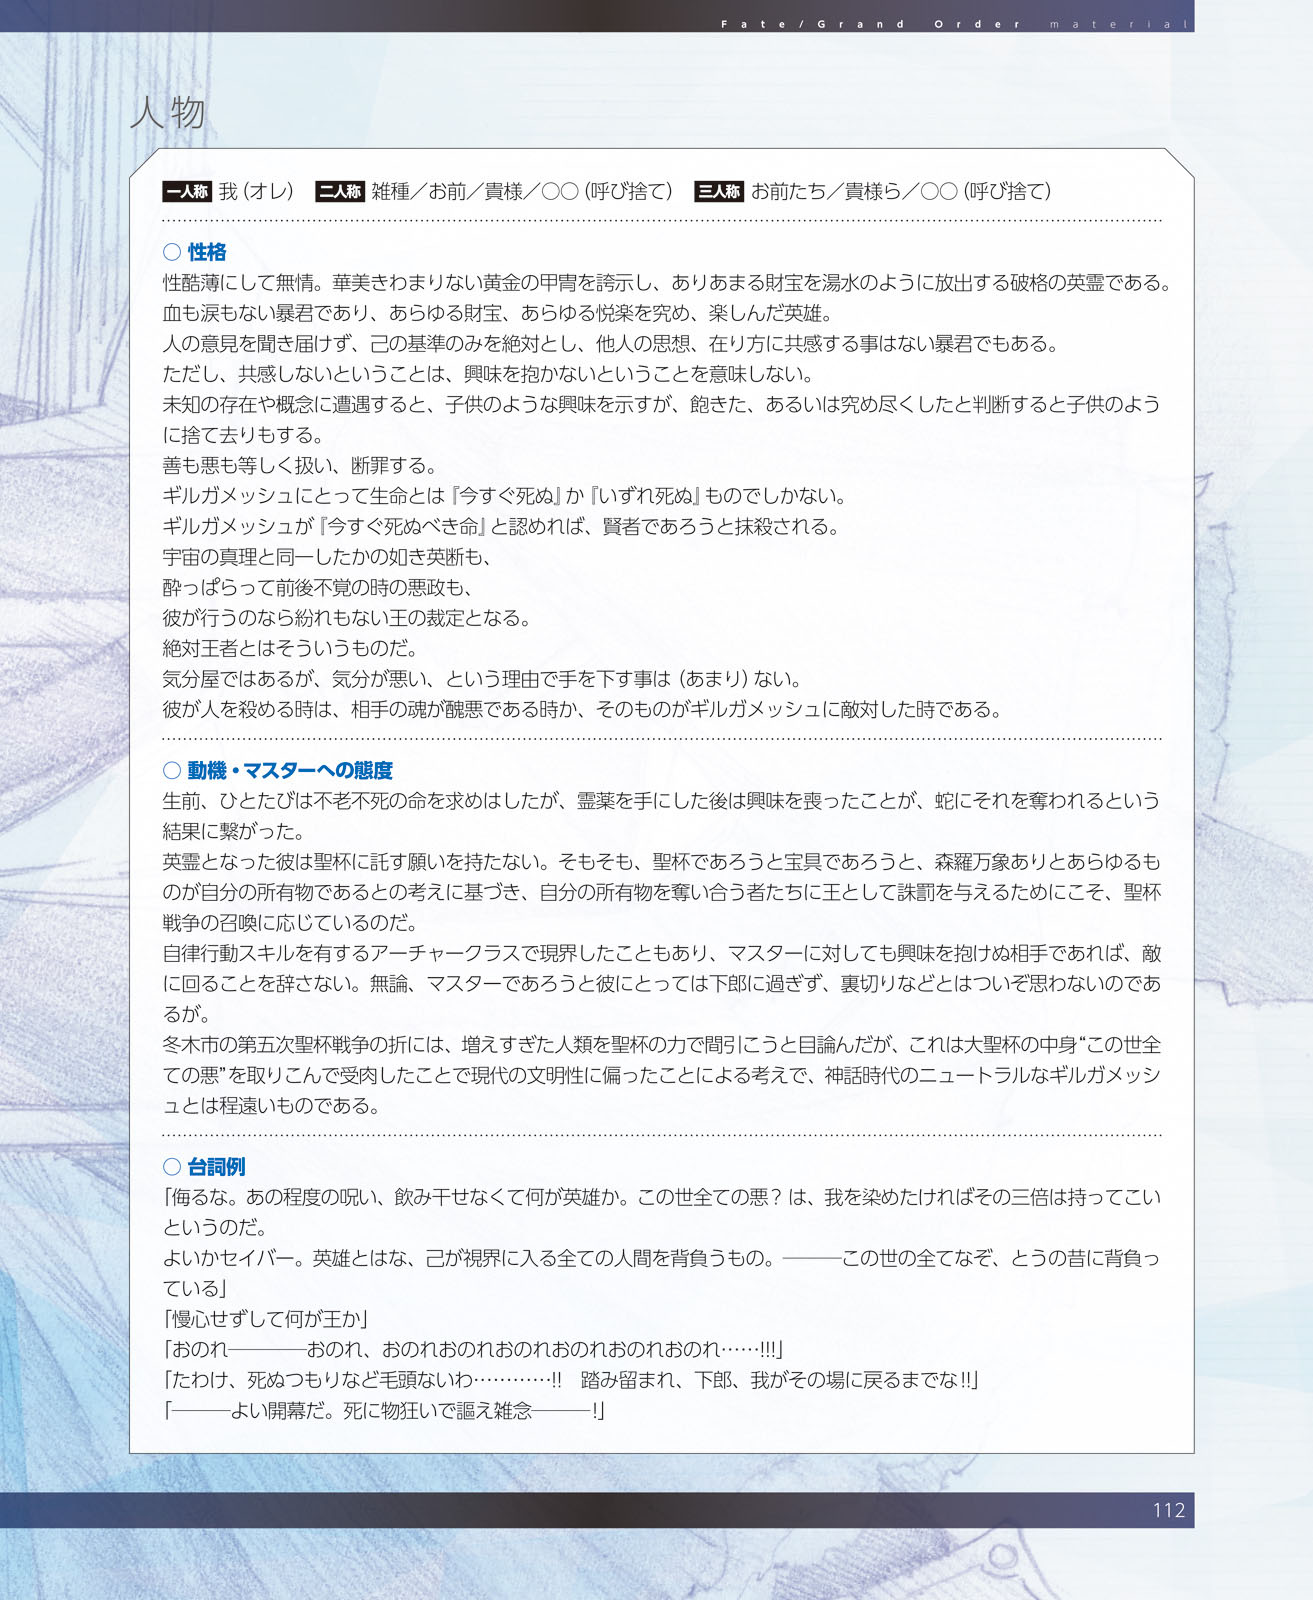 Fate/Grand Order material
人物
一人称 我（オレ） 二人称 雑種／お前／貴様／〇〇（呼び捨て） 三人称 お前たち／貴様ら／〇〇（呼び捨て）
○ 性格
性酷薄にして無情。華美きわまりない黄金の甲冑を誇示し、ありあまる財宝を湯水のように放出する破格の英霊である。
血も涙もない暴君であり、あらゆる財宝、あらゆる悦楽を究め、楽しんだ英雄。
人の意見を聞き届けず、己の基準のみを絶対とし、他人の思想、在り方に共感する事はない暴君でもある。
ただし、共感しないということは、興味を抱かないということを意味しない。
未知の存在や概念に遭遇すると、子供のような興味を示すが、飽きた、あるいは究め尽くしたと判断すると子供のよう
に捨て去りもする。
善も悪も等しく扱い、断罪する。
ギルガメッシュにとって生命とは『今すぐ死ぬ』か『いずれ死ぬ』ものでしかない。
ギルガメッシュが『今すぐ死ぬべき命』と認めれば、賢者であろうと抹殺される。
宇宙の真理と同一したかの如き英断も、
酔っぱらって前後不覚の時の悪政も、
彼が行うのなら紛れもない王の裁定となる。
絶対王者とはそういうものだ。
気分屋ではあるが、気分が悪い、という理由で手を下す事は（あまり）ない。
彼が人を殺める時は、相手の魂が醜悪である時か、そのものがギルガメッシュに敵対した時である。
○ 動機・マスターへの態度
生前、ひとたびは不老不死の命を求めはしたが、霊薬を手にした後は興味を喪ったことが、蛇にそれを奪われるという
結果に繋がった。
英霊となった彼は聖杯に託す願いを持たない。そもそも、聖杯であろうと宝具であろうと、森羅万象ありとあらゆるも
のが自分の所有物であるとの考えに基づき、自分の所有物を奪い合う者たちに王として誅罰を与えるためにこそ、聖杯
戦争の召喚に応じているのだ。
自律行動スキルを有するアーチャークラスで現界したこともあり、マスターに対しても興味を抱けぬ相手であれば、敵
に回ることを辞さない。無論、マスターであろうと彼にとっては下郎に過ぎず、裏切りなどとはついぞ思わないのであ
るが。
冬木市の第五次聖杯戦争の折には、増えすぎた人類を聖杯の力で間引こうと目論んだが、これは大聖杯の中身“この世全
ての悪”を取りこんで受肉したことで現代の文明性に偏ったことによる考えで、神話時代のニュートラルなギルガメッシ
ュとは程遠いものである。
○ 台詞例
「侮るな。あの程度の呪い、飲み干せなくて何が英雄か。この世全ての悪？ は、我を染めたければその三倍は持ってこい
というのだ。
よいかセイバー。英雄とはな、己が視界に入る全ての人間を背負うもの。―――この世の全てなぞ、とうの昔に背負っ
ている」
「慢心せずして何が王か」
「おのれ――――おのれ、おのれおのれおのれおのれおのれおのれ……!!!」
「たわけ、死ぬつもりなど毛頭ないわ…………!!　踏み留まれ、下郎、我がその場に戻るまでな!!」
「―――よい開幕だ。死に物狂いで謳え雑念―――!」
112